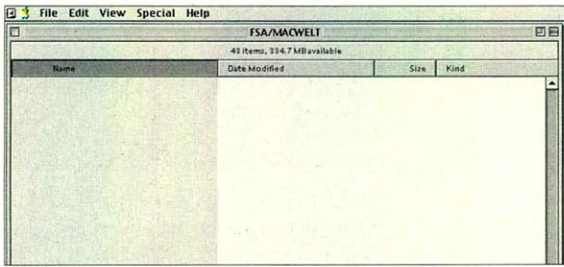 File Edit View Special Help
FSA/MACWELT
43 items, 334.7 MB available
Name Date Modified Size Kind